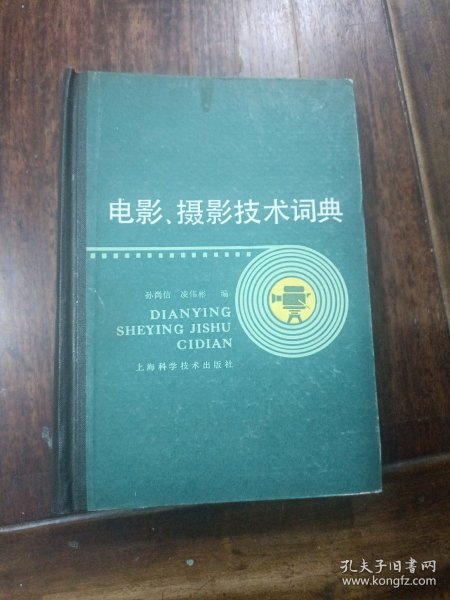 电影、摄影技术词典
孙尚信 凌伟彬 编
DIANYING
SHEYING JISHU
CIDIAN
上海科学技术出版社
孔夫子旧书网
www.kongfz.com